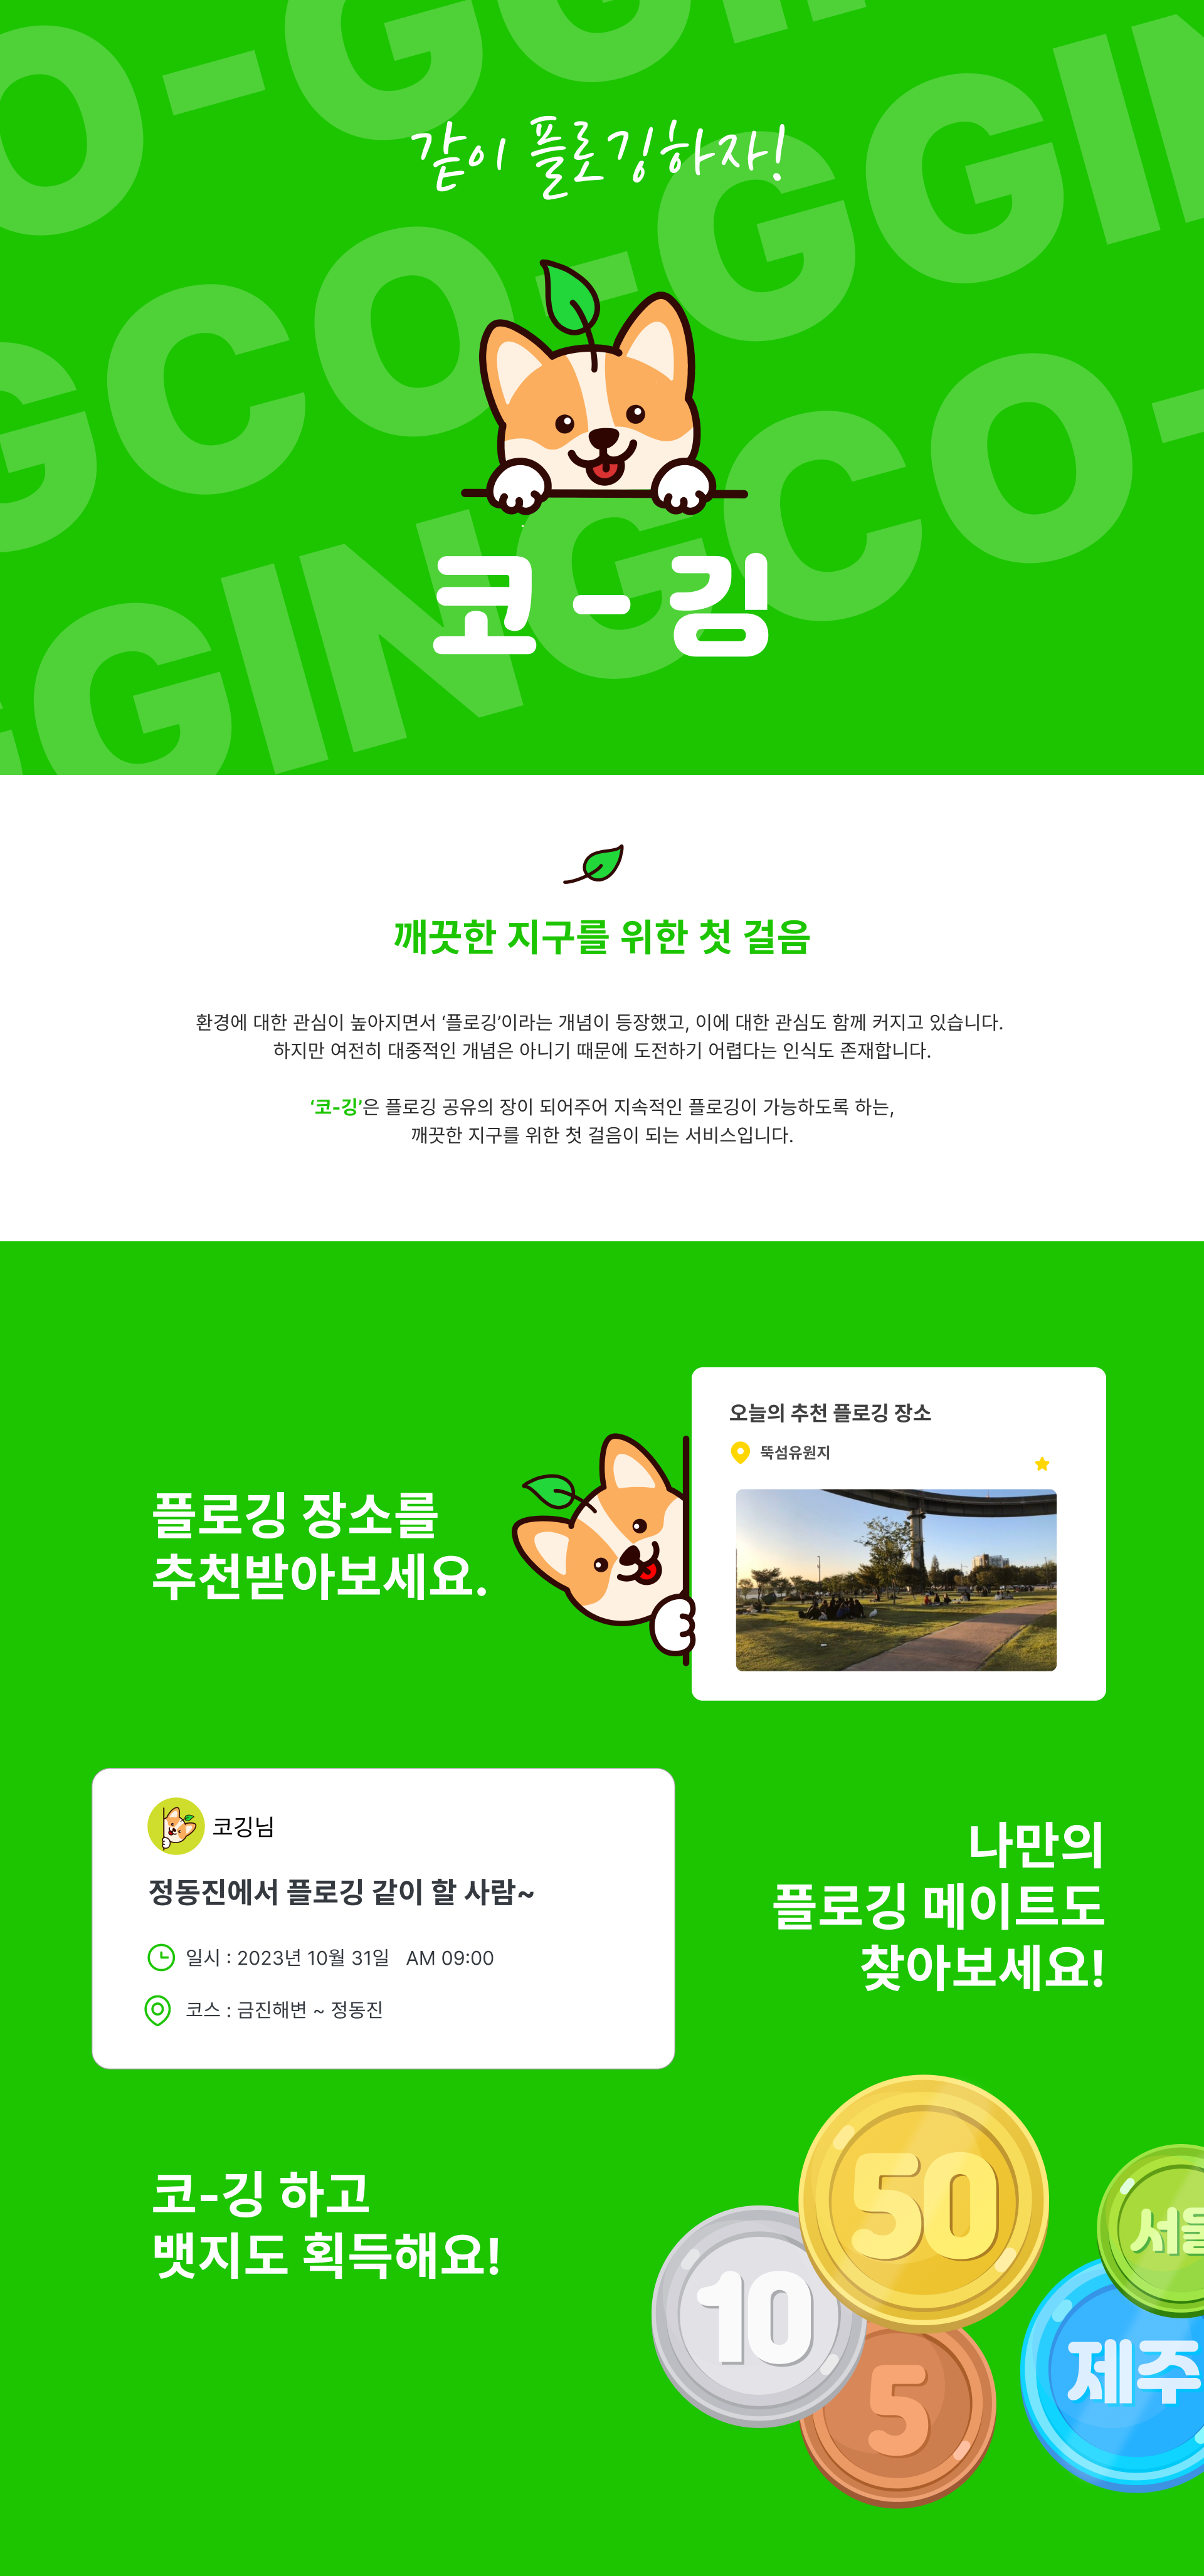 CO-GGIN
같이 플로깅하자!
GCO-GGIN
GGINGCO-
코-깅
깨끗한 지구를 위한 첫 걸음
환경에 대한 관심이 높아지면서 ‘플로깅’이라는 개념이 등장했고, 이에 대한 관심도 함께 커지고 있습니다.
하지만 여전히 대중적인 개념은 아니기 때문에 도전하기 어렵다는 인식도 존재합니다.
‘코-깅’은 플로깅 공유의 장이 되어주어 지속적인 플로깅이 가능하도록 하는,
깨끗한 지구를 위한 첫 걸음이 되는 서비스입니다.
플로깅 장소를
추천받아보세요.
오늘의 추천 플로깅 장소
뚝섬유원지
코깅님
정동진에서 플로깅 같이 할 사람~
일시 : 2023년 10월 31일 AM 09:00
코스 : 금진해변 ~ 정동진
나만의
플로깅 메이트도
찾아보세요!
코-깅 하고
뱃지도 획득해요!
50
10
5
서울
제주